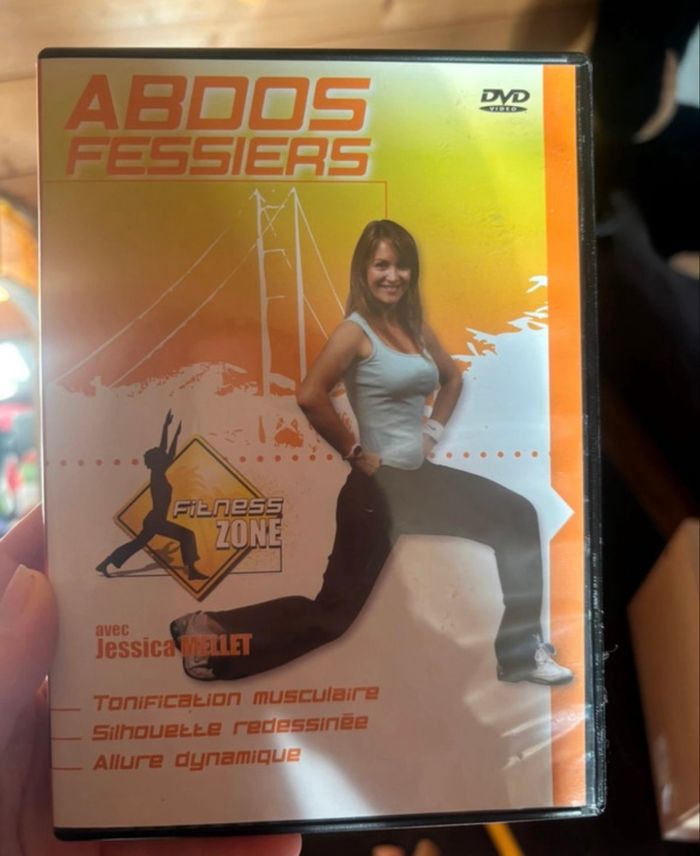 ABDOS
FESSIERS
DVD
VIDEO
Fitness
ZONE
avec
Jessica MELLET
Tonification musculaire
Silhouette redessinée
Allure dynamique